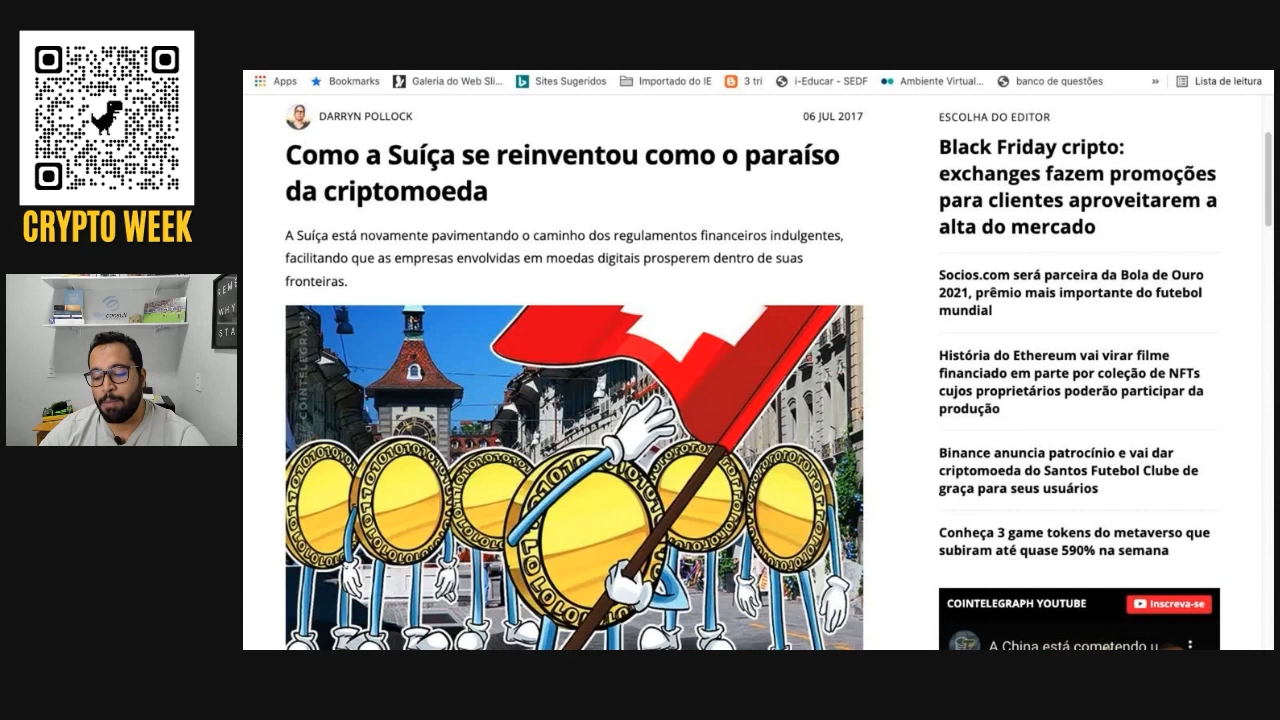 CRYPTO WEEK
Apps
Bookmarks
Galeria do Web Sli...
Sites Sugeridos
Importado do IE
3 tri
i-Educar - SEDF
Ambiente Virtual...
banco de questões
»
Lista de leitura
DARRYN POLLOCK
06 JUL 2017
Como a Suíça se reinventou como o paraíso
da criptomoeda
A Suíça está novamente pavimentando o caminho dos regulamentos financeiros indulgentes,
facilitando que as empresas envolvidas em moedas digitais prosperem dentro de suas
fronteiras.
COINTELEGRAPH
ESCOLHA DO EDITOR
Black Friday cripto:
exchanges fazem promoções
para clientes aproveitarem a
alta do mercado
Socios.com será parceira da Bola de Ouro
2021, prêmio mais importante do futebol
mundial
História do Ethereum vai virar filme
financiado em parte por coleção de NFTs
cujos proprietários poderão participar da
produção
Binance anuncia patrocínio e vai dar
criptomoeda do Santos Futebol Clube de
graça para seus usuários
Conheça 3 game tokens do metaverso que
subiram até quase 590% na semana
COINTELEGRAPH YOUTUBE
Inscreva-se
A China está cometendo u